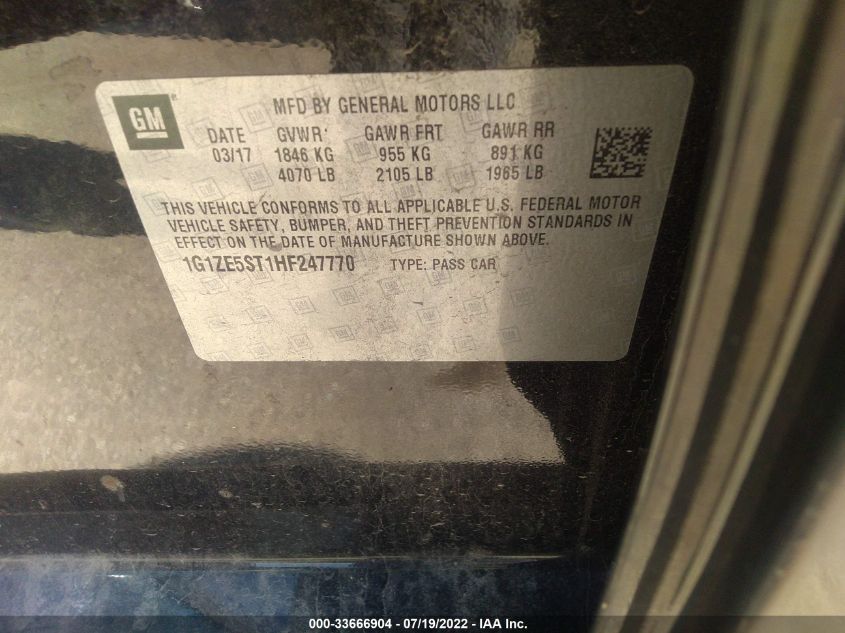 GM
MFD BY GENERAL MOTORS LLC
DATE GVWR GAWR FRT GAWR RR
03/17 1846 KG 955 KG 891 KG
4070 LB 2105 LB 1965 LB
THIS VEHICLE CONFORMS TO ALL APPLICABLE U.S. FEDERAL MOTOR
VEHICLE SAFETY, BUMPER, AND THEFT PREVENTION STANDARDS IN
EFFECT ON THE DATE OF MANUFACTURE SHOWN ABOVE.
1G1ZE5ST1HF247770 TYPE: PASS CAR
000-33666904 - 07/19/2022 - IAA Inc.